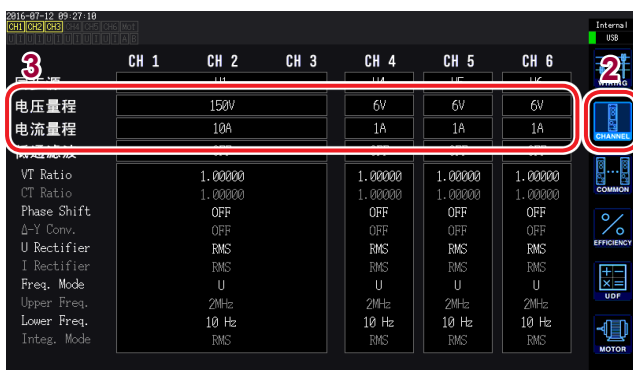 2016-07-12 09:27:10
Internal
CH1 CH2 CH3 CH4 CH5 CH6 Mot
U I U I U I U I U I U I A B
USB
CH 1 CH 2 CH 3 CH 4 CH 5 CH 6
3
2
WIRING
电压量程 150V 6V 6V 6V
电流量程 10A 1A 1A 1A
CHANNEL
VT Ratio 1.00000 1.00000 1.00000 1.00000
CT Ratio 1.00000 1.00000 1.00000 1.00000
COMMON
Phase Shift OFF OFF OFF OFF
Δ-Y Conv. OFF OFF OFF OFF
U Rectifier RMS RMS RMS RMS
EFFICIENCY
I Rectifier RMS RMS RMS RMS
Freq. Mode U U U U
Upper Freq. 2MHz 2MHz 2MHz 2MHz
UDF
Lower Freq. 10 Hz 10 Hz 10 Hz 10 Hz
Integ. Mode RMS RMS RMS RMS
MOTOR